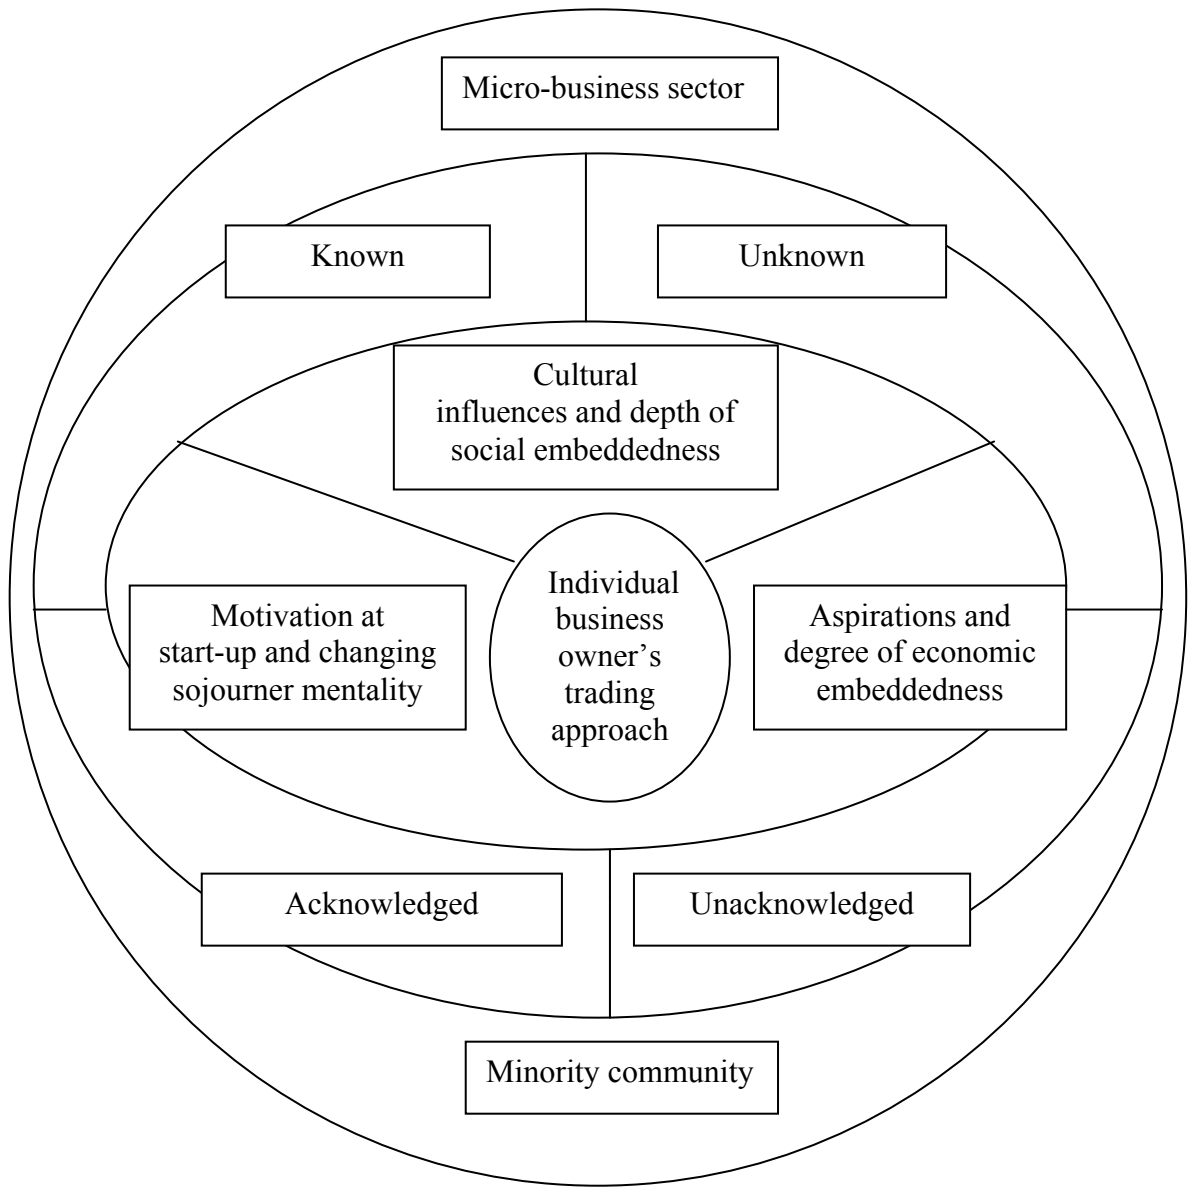 Micro-business sector
Known
Unknown
Cultural
influences and depth of
social embeddedness
Individual
business
owner’s
trading
approach
Motivation at
start-up and changing
sojourner mentality
Aspirations and
degree of economic
embeddedness
Acknowledged
Unacknowledged
Minority community